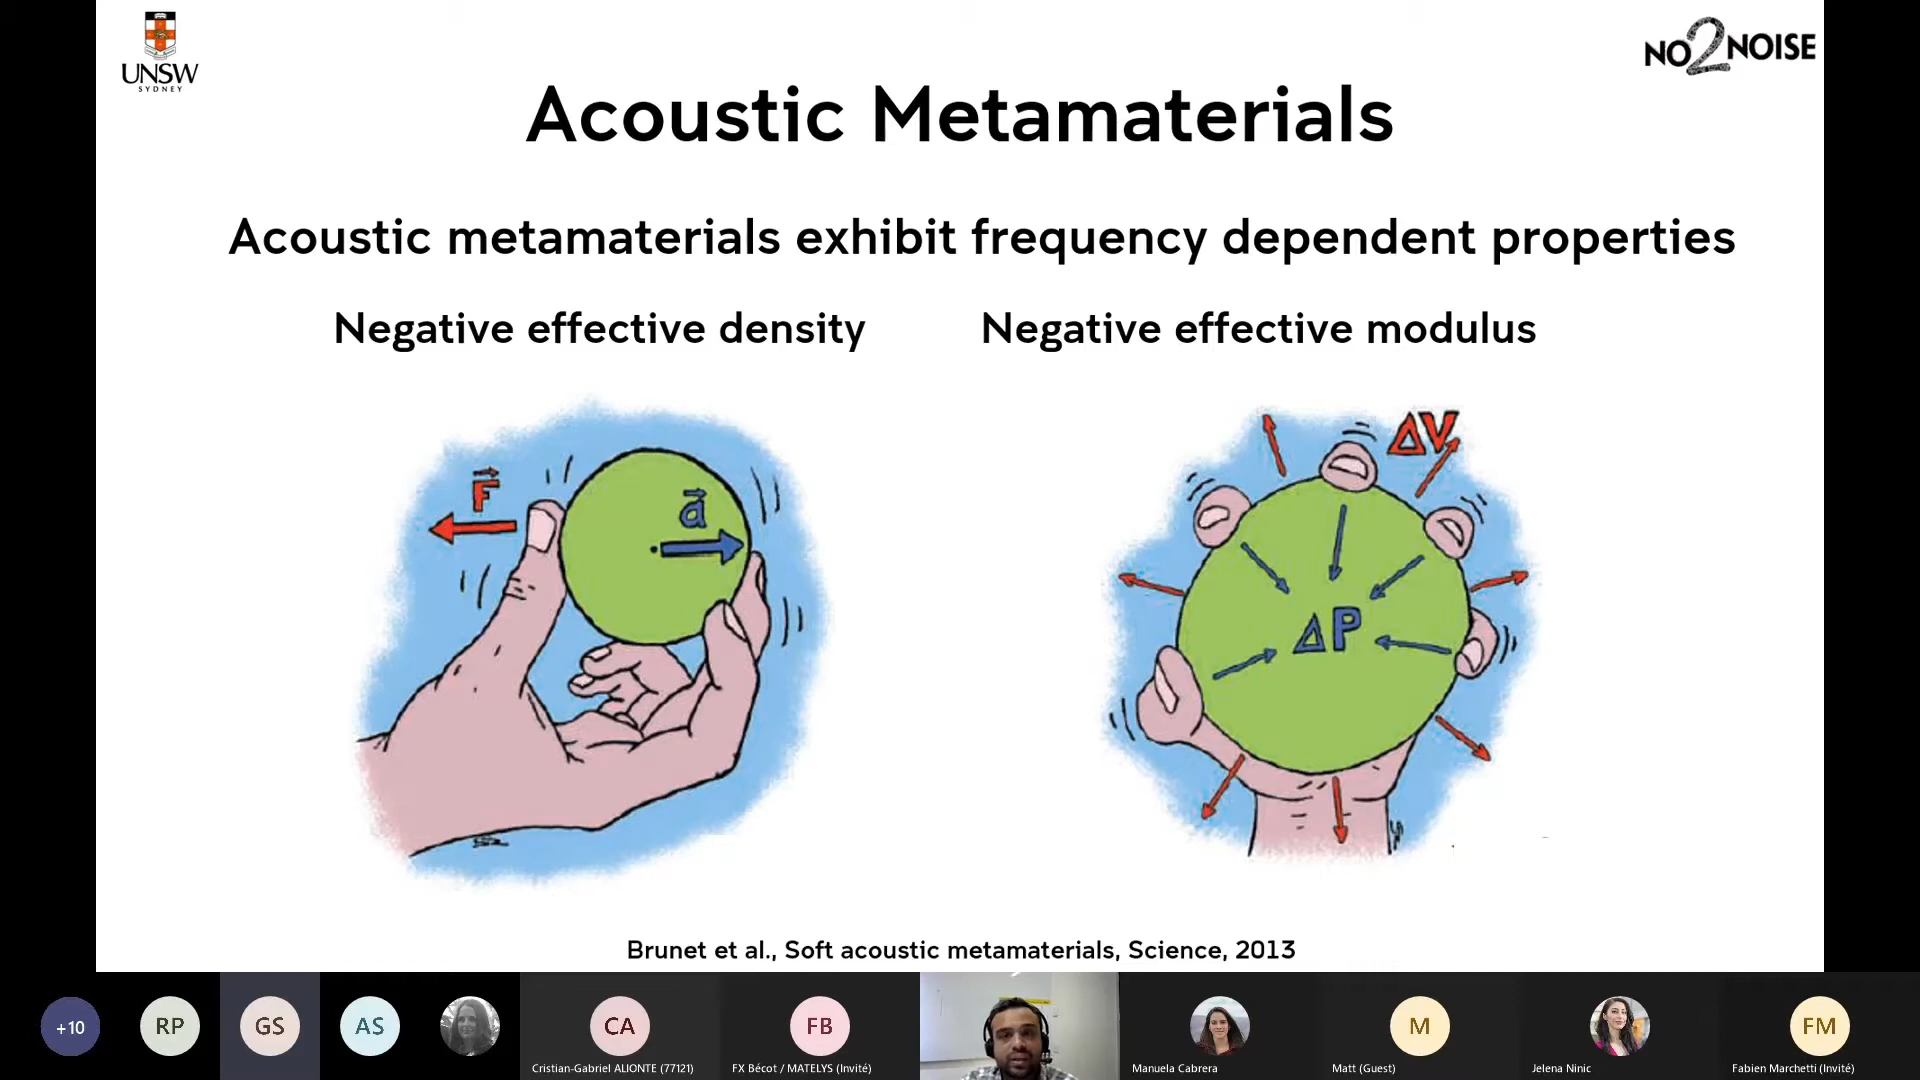 UNSW
SYDNEY
NO2NOISE
Acoustic Metamaterials
Acoustic metamaterials exhibit frequency dependent properties
Negative effective density
Negative effective modulus
F
a
ΔV
ΔP
Brunet et al., Soft acoustic metamaterials, Science, 2013
+10
RP
GS
AS
CA
FB
M
FM
Cristian-Gabriel ALIONTE (77121)
FX Bécot / MATELYS (Invité)
Manuela Cabrera
Matt (Guest)
Jelena Ninic
Fabien Marchetti (Invité)